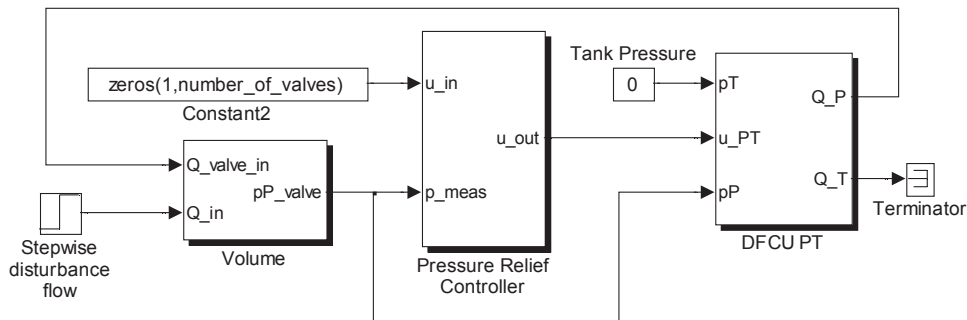 zeros(1,number_of_valves)
Constant2
u_in
p_meas
u_out
Pressure Relief
Controller
Tank Pressure
0
pT
u_PT
pP
Q_P
Q_T
DFCU PT
Terminator
Q_valve_in
Q_in
pP_valve
Volume
Stepwise
disturbance
flow